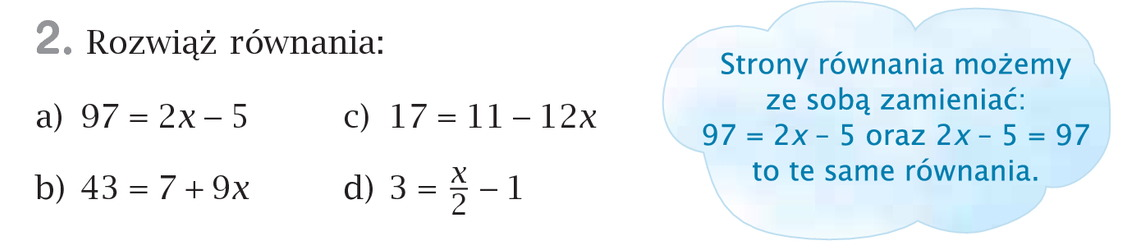 2. Rozwiąż równania:
a) 97 = 2x – 5
c) 17 = 11 – 12x
b) 43 = 7 + 9x
d) 3 = x/2 – 1
Strony równania możemy
ze sobą zamieniać:
97 = 2x – 5 oraz 2x – 5 = 97
to te same równania.